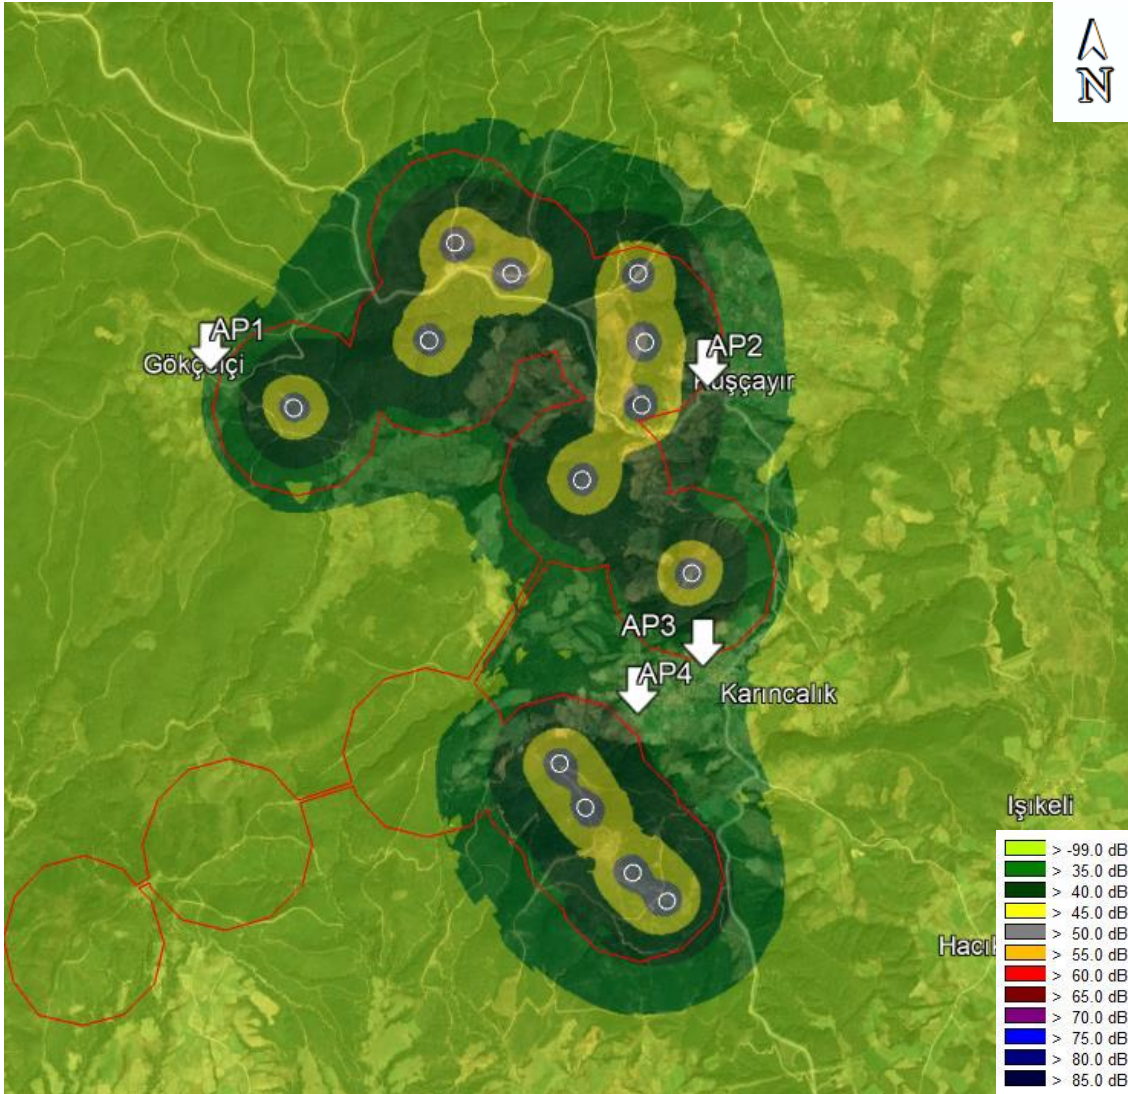 N
AP1
Gökçeiçi
AP2
Kuşçayır
AP3
AP4
Karıncalık
Işıkeli
> -99.0 dB
> 35.0 dB
> 40.0 dB
> 45.0 dB
> 50.0 dB
> 55.0 dB
> 60.0 dB
> 65.0 dB
> 70.0 dB
> 75.0 dB
> 80.0 dB
> 85.0 dB